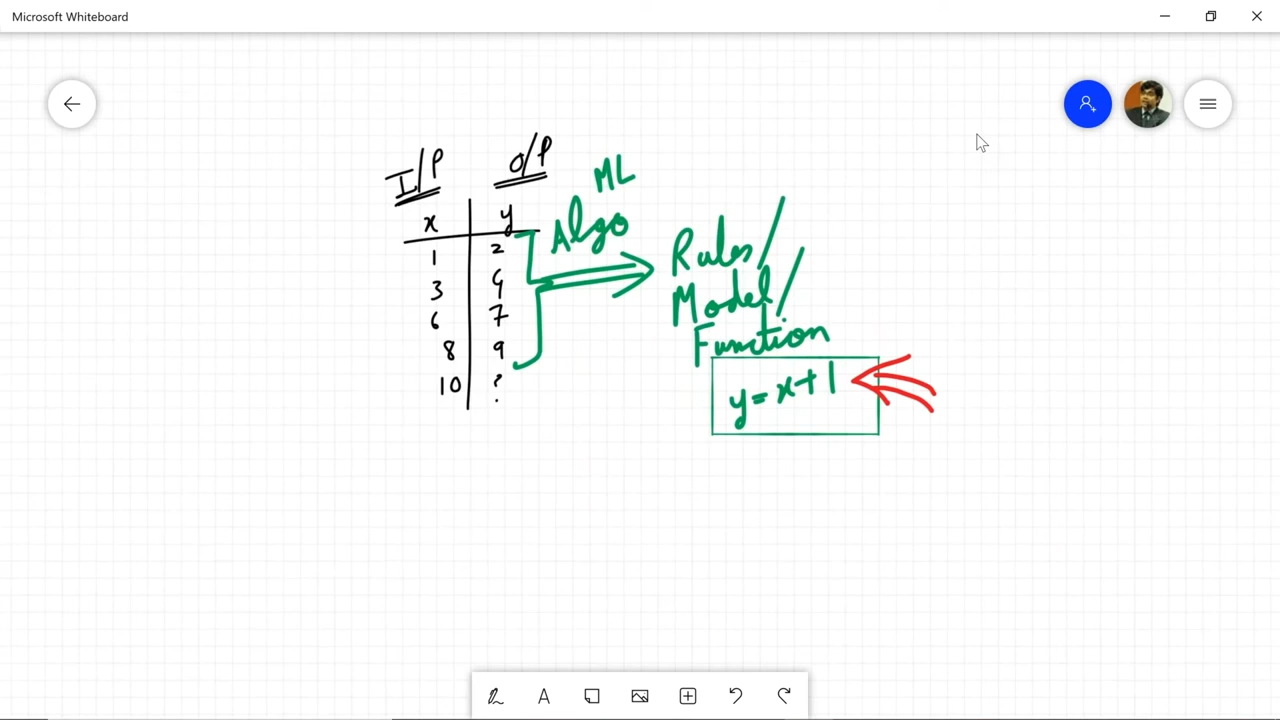 Microsoft Whiteboard
I/P O/P
x y
1 2
3 4
6 7
8 9
10 ?
ML
Algo
Rules/
Model/
Function
y=x+1